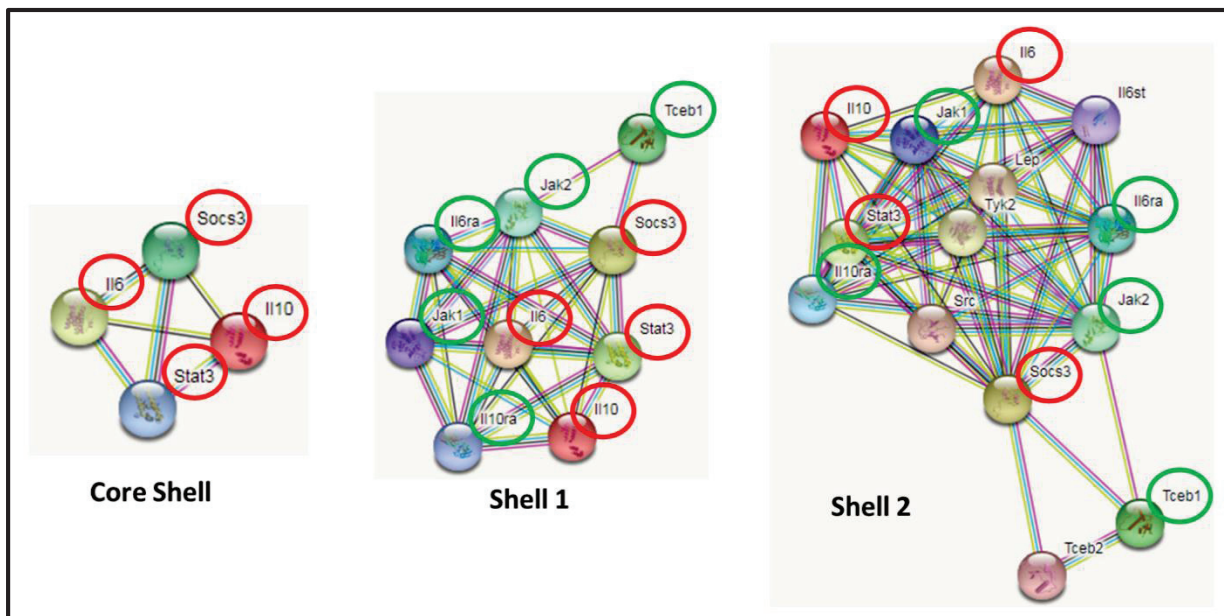 Socs3
Il6
Il10
Stat3
Core Shell
Tceb1
Jak2
Il6ra
Socs3
Jak1
Il6
Stat3
Il10ra
Il10
Shell 1
Il6
Il6st
Il10
Jak1
Lep
Il6ra
Stat3
Tyk2
Il10ra
Src
Jak2
Socs3
Tceb1
Shell 2
Tceb2